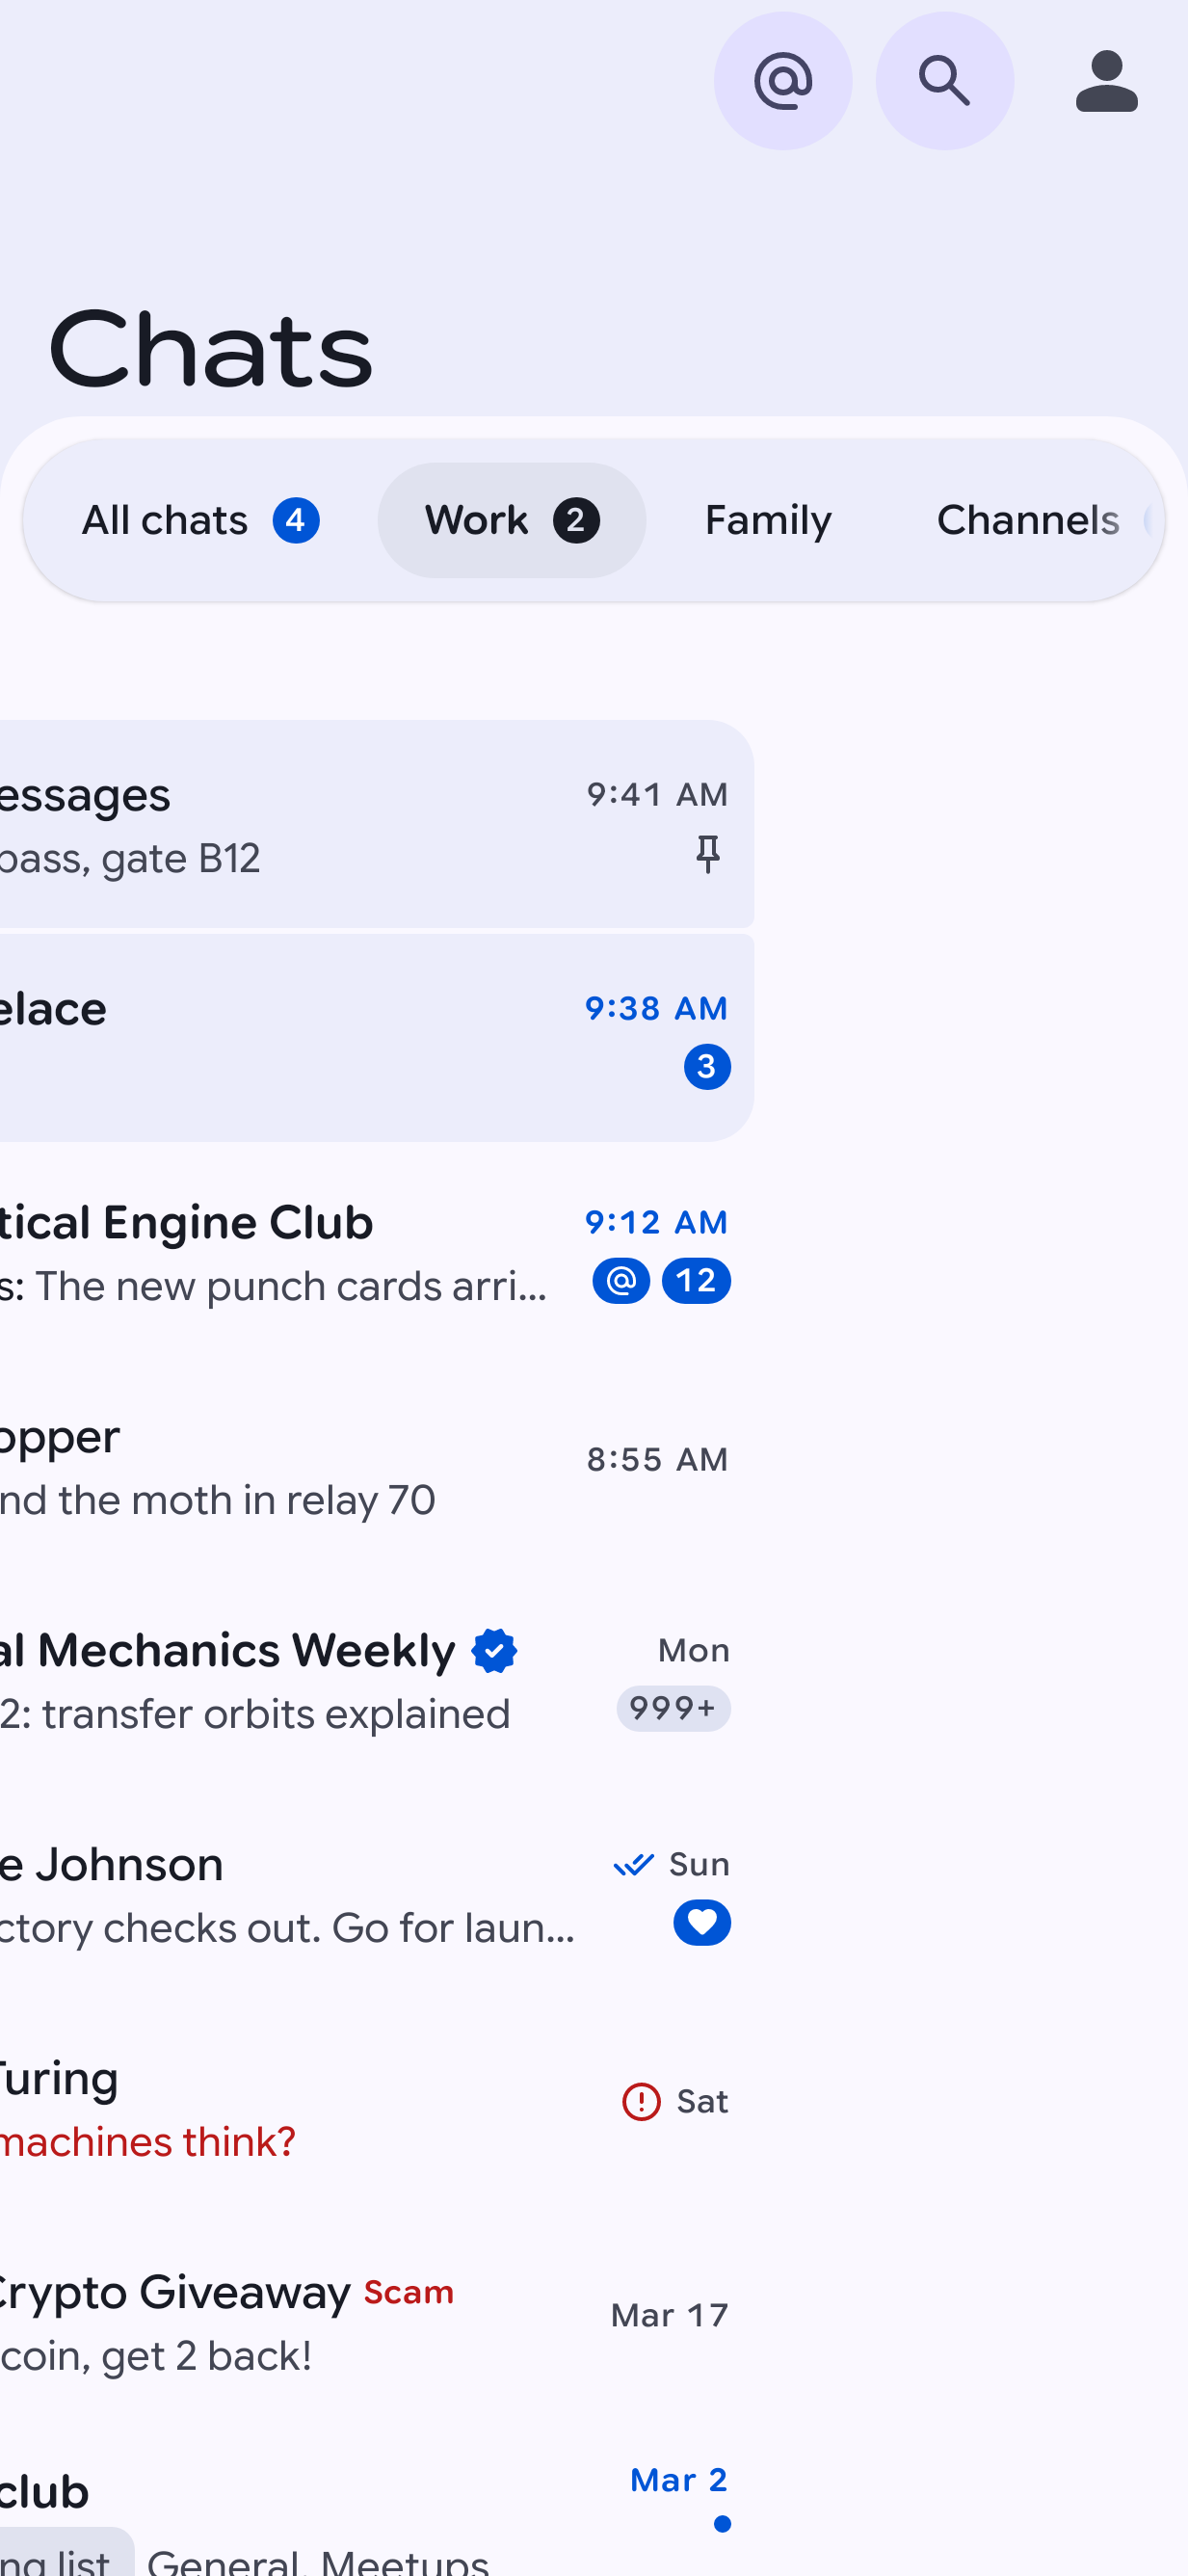 Chats
All chats 4 Work 2 Family Channels
essages 9:41 AM
pass, gate B12
elace 9:38 AM
3
tical Engine Club 9:12 AM
s: The new punch cards arri... @ 12
opper 8:55 AM
nd the moth in relay 70
al Mechanics Weekly Mon
2: transfer orbits explained 999+
e Johnson Sun
ctory checks out. Go for laun...
Turing Sat
machines think?
Crypto Giveaway Scam Mar 17
coin, get 2 back!
club Mar 2
ng list General, Meetups